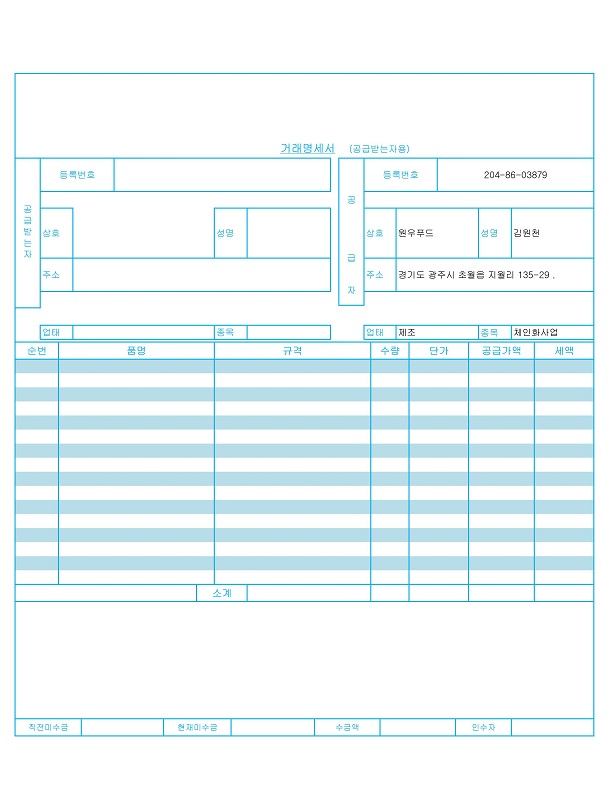 거래명세서 (공급받는자용)
공급받는자 등록번호 공급자 등록번호 204-86-03879
상호 성명 상호 원우푸드 성명 김원천
주소 주소 경기도 광주시 초월읍 지월리 135-29 .
업태 종목 업태 제조 종목 체인화사업
순번 품명 규격 수량 단가 공급가액 세액
소계
직전미수금 현재미수금 수금액 인수자